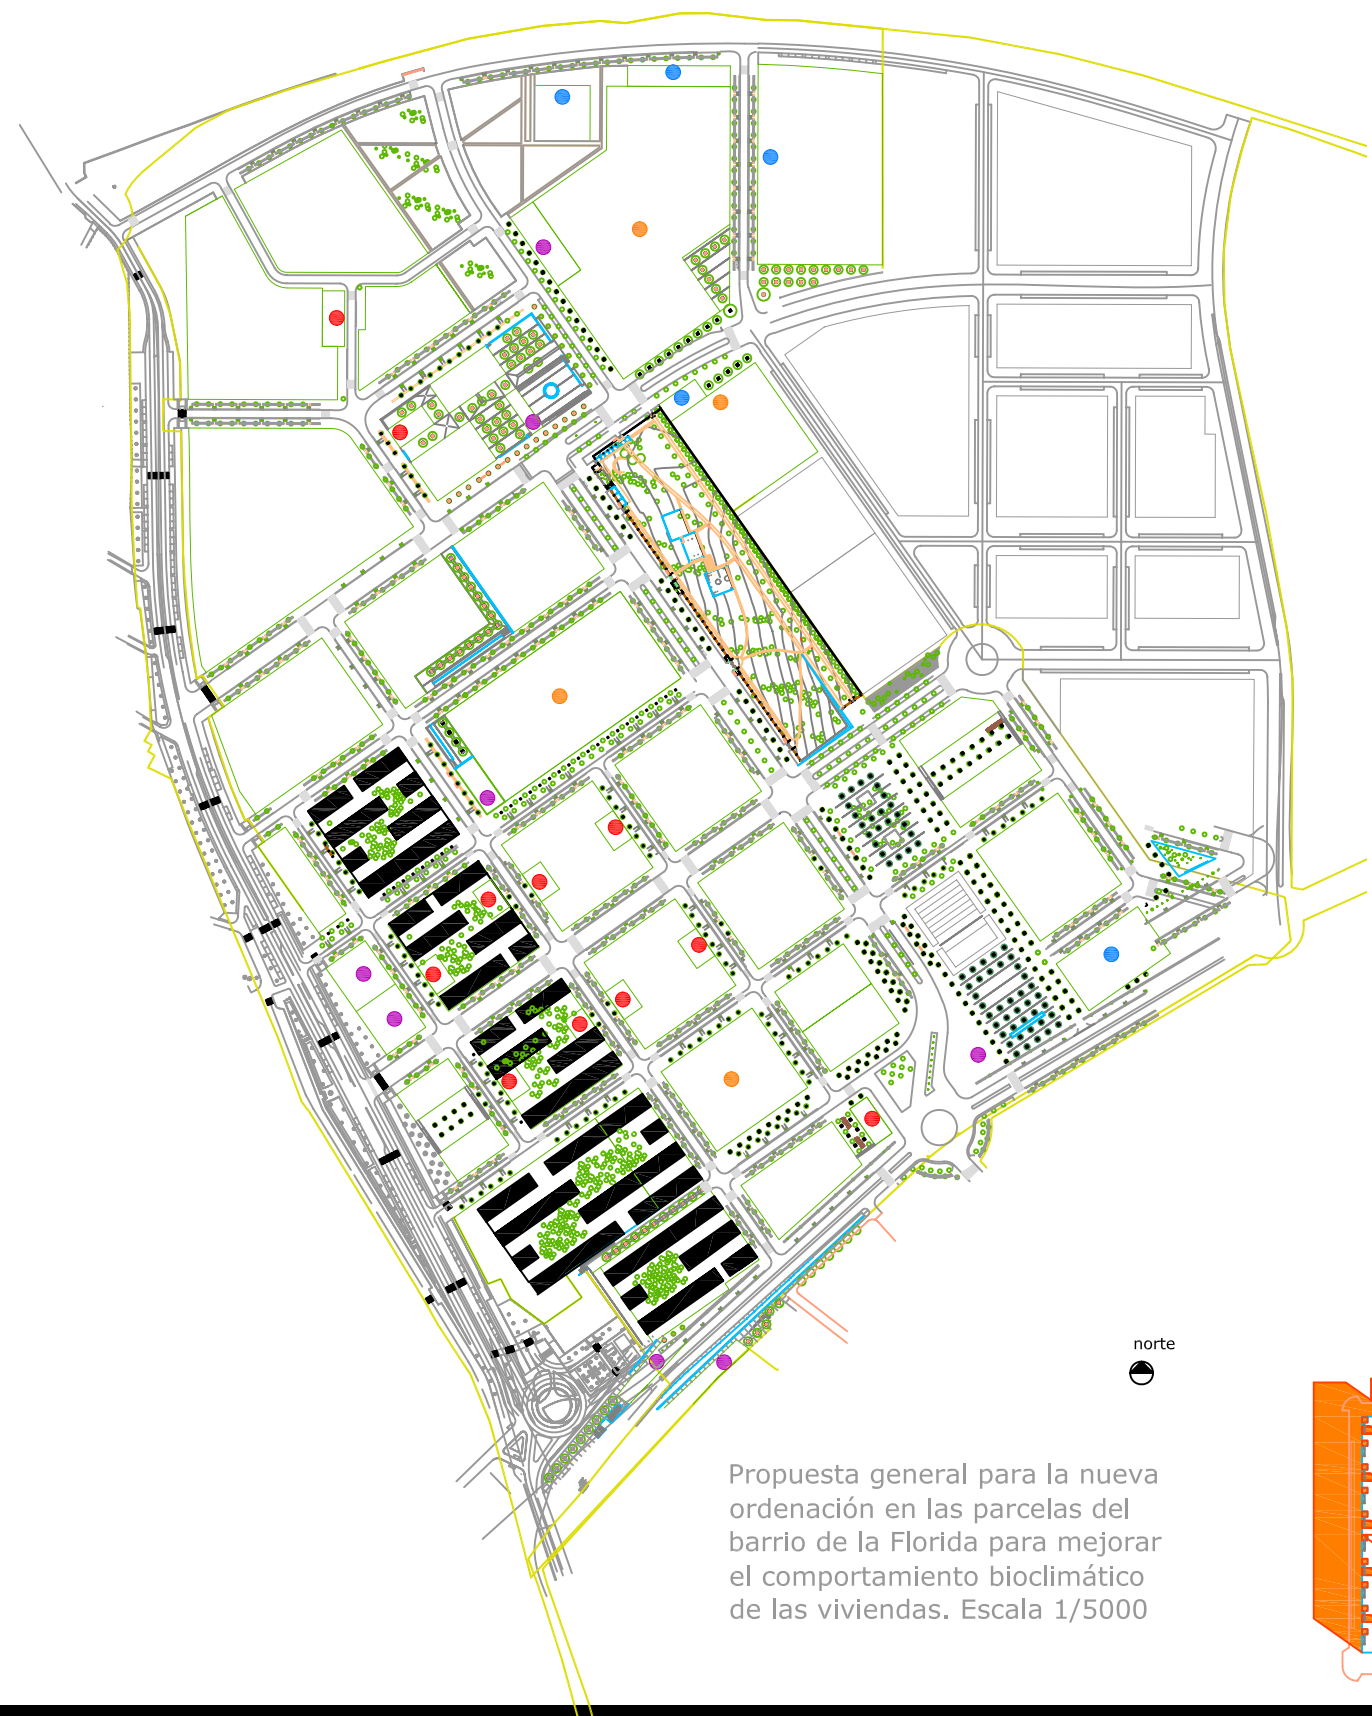 norte
Propuesta general para la nueva
ordenación en las parcelas del
barrio de la Florida para mejorar
el comportamiento bioclimático
de las viviendas. Escala 1/5000